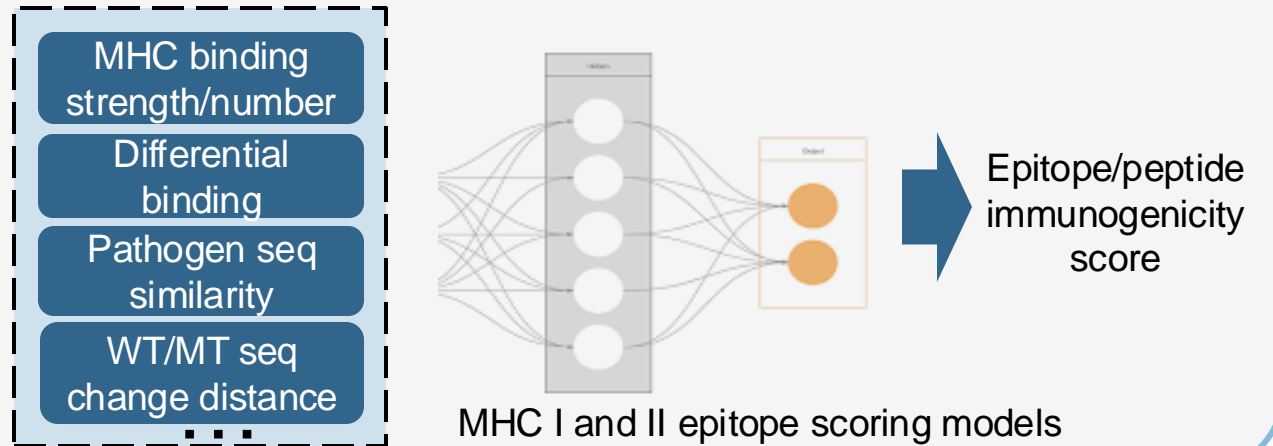 MHC binding
strength/number
Differential
binding
Pathogen seq
similarity
WT/MT seq
change distance
...
Output
Epitope/peptide
immunogenicity
score
MHC I and II epitope scoring models